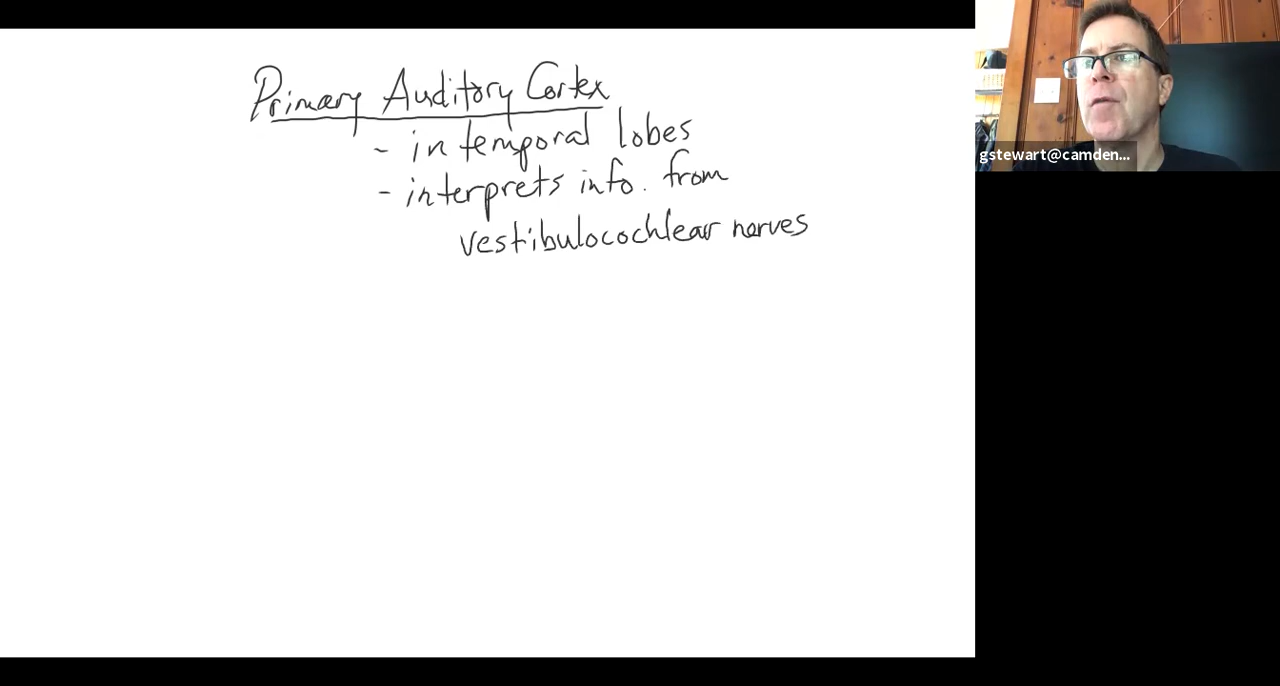 Primary Auditory Cortex
- in temporal lobes
- interprets info. from
vestibulocochlear nerves
gstewart@camden...